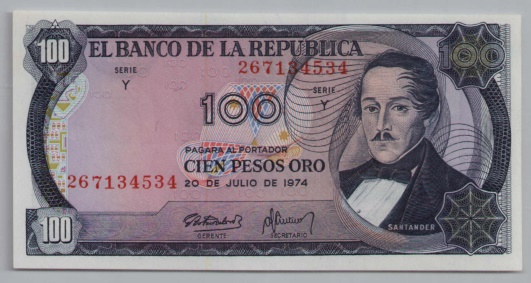 100
EL BANCO DE LA REPUBLICA
100
SERIE
Y
267134534
SERIE
Y
100
PAGARA AL PORTADOR
CIEN PESOS ORO
267134534
20 DE JULIO DE 1974
100
GERENTE
SECRETARIO
SANTANDER